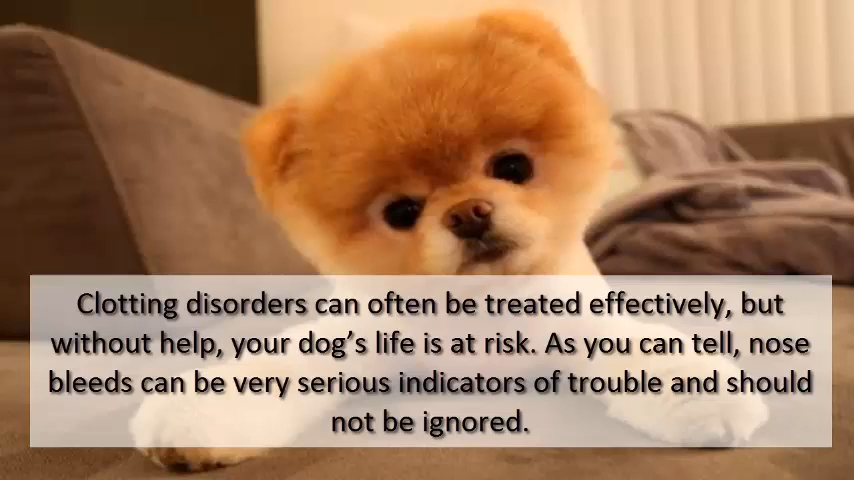 Clotting disorders can often be treated effectively, but
without help, your dog’s life is at risk. As you can tell, nose
bleeds can be very serious indicators of trouble and should
not be ignored.